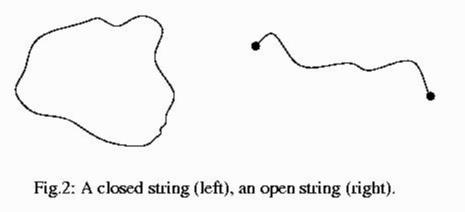 Fig.2: A closed string (left), an open string (right).